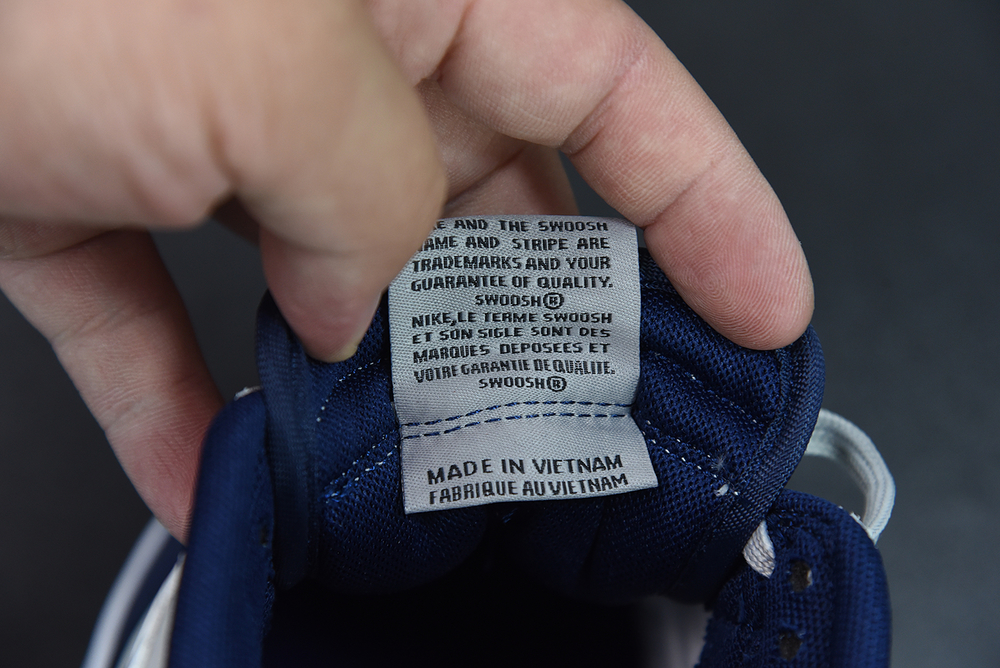 AND THE SWOOSH
AND STRIPE ARE
TRADEMARKS AND YOUR
GUARANTEE OF QUALITY.
SWOOSH®
NIKE,LE TERME SWOOSH
ET SON SIGLE SONT DES
MARQUES DEPOSEES ET
VOTRE GARANTIE DE QUALITE.
SWOOSH®
MADE IN VIETNAM
FABRIQUE AU VIETNAM